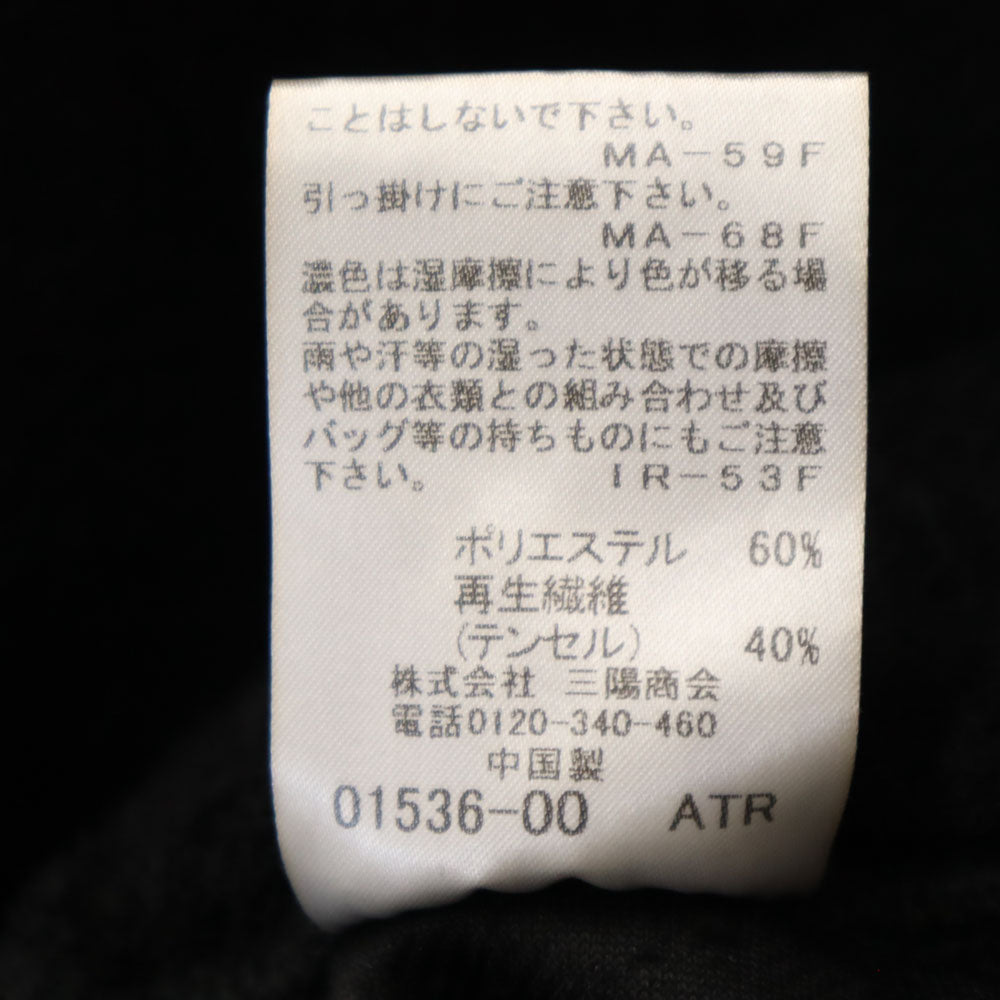 ことはしないで下さい。
MA-59F
引っ掛けにご注意下さい。
MA-68F
濃色は湿摩擦により色が移る場
合があります。
雨や汗等の湿った状態での摩擦
や他の衣類との組み合わせ及び
バッグ等の持ちものにもご注意
下さい。 IR-53F
ポリエステル 60%
再生繊維
(テンセル) 40%
株式会社 三陽商会
電話0120-340-460
中国製
01536-00 ATR